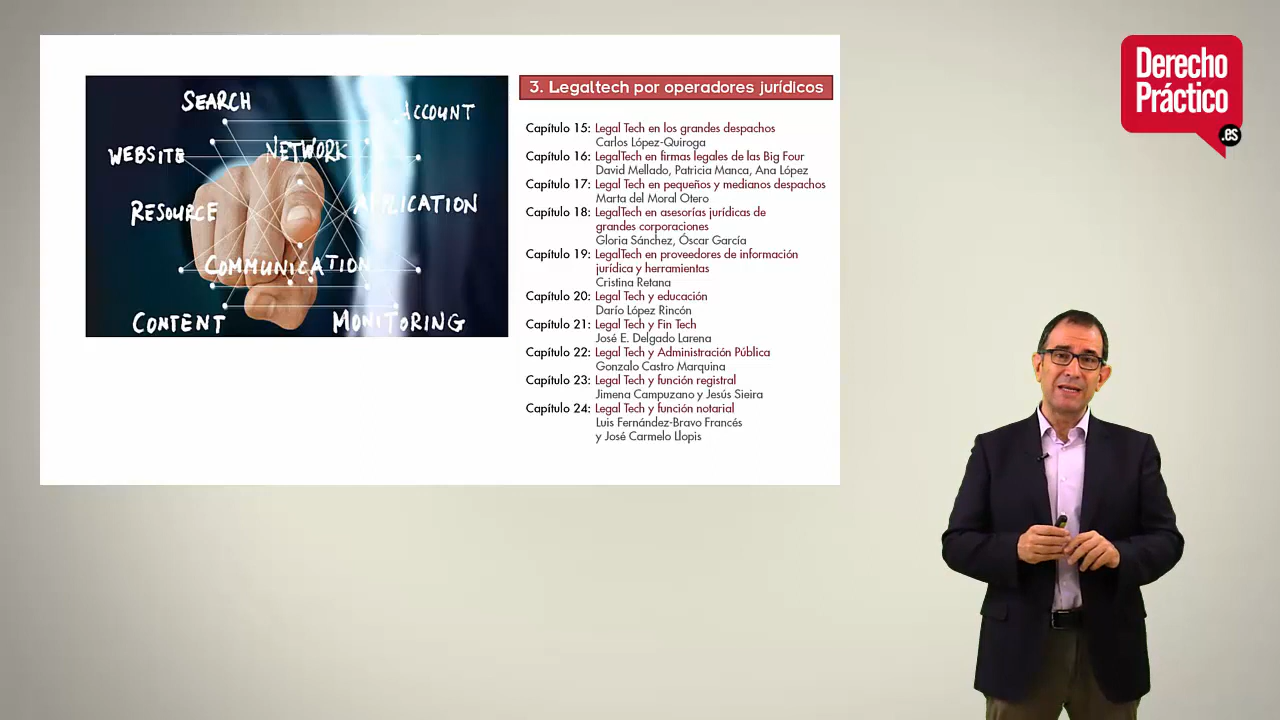 SEARCH
ACCOUNT
WEBSITE
NETWORK
RESOURCE
APPLICATION
COMMUNICATION
CONTENT
MONITORING
3. Legaltech por operadores jurídicos
Capítulo 15: Legal Tech en los grandes despachos
Carlos López-Quiroga
Capítulo 16: LegalTech en firmas legales de las Big Four
David Mellado, Patricia Manca, Ana López
Capítulo 17: Legal Tech en pequeños y medianos despachos
Marta del Moral Otero
Capítulo 18: LegalTech en asesorías jurídicas de
grandes corporaciones
Gloria Sánchez, Óscar García
Capítulo 19: LegalTech en proveedores de información
jurídica y herramientas
Cristina Retana
Capítulo 20: Legal Tech y educación
Darío López Rincón
Capítulo 21: Legal Tech y Fin Tech
José E. Delgado Larena
Capítulo 22: Legal Tech y Administración Pública
Gonzalo Castro Marquina
Capítulo 23: Legal Tech y función registral
Jimena Campuzano y Jesús Sieira
Capítulo 24: Legal Tech y función notarial
Luis Fernández-Bravo Francés
y José Carmelo Llopis
Derecho
Práctico
.es